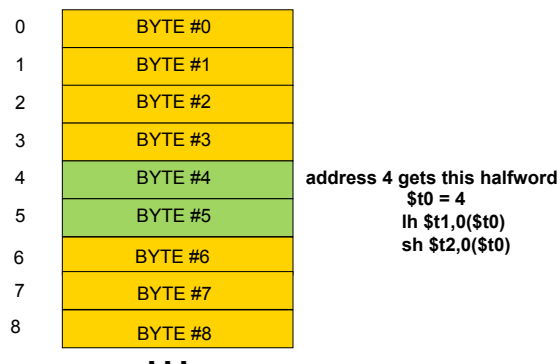 0 BYTE #0
1 BYTE #1
2 BYTE #2
3 BYTE #3
4 BYTE #4 address 4 gets this halfword
$t0 = 4
5 BYTE #5 lh $t1,0($t0)
sh $t2,0($t0)
6 BYTE #6
7 BYTE #7
8 BYTE #8
...